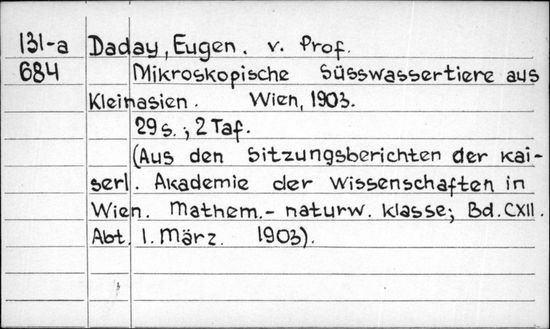 131-a Daday, Eugen. v. Prof.
684 Mikroskopische Süsswassertiere aus
Kleinasien. Wien, 1903.
29 s.; 2 Taf.
(Aus den Sitzungsberichten der Kai-
serl. Akademie der Wissenschaften in
Wien. Mathem.- naturw. Klasse; Bd. CXII.
Abt. 1. März. 1903).